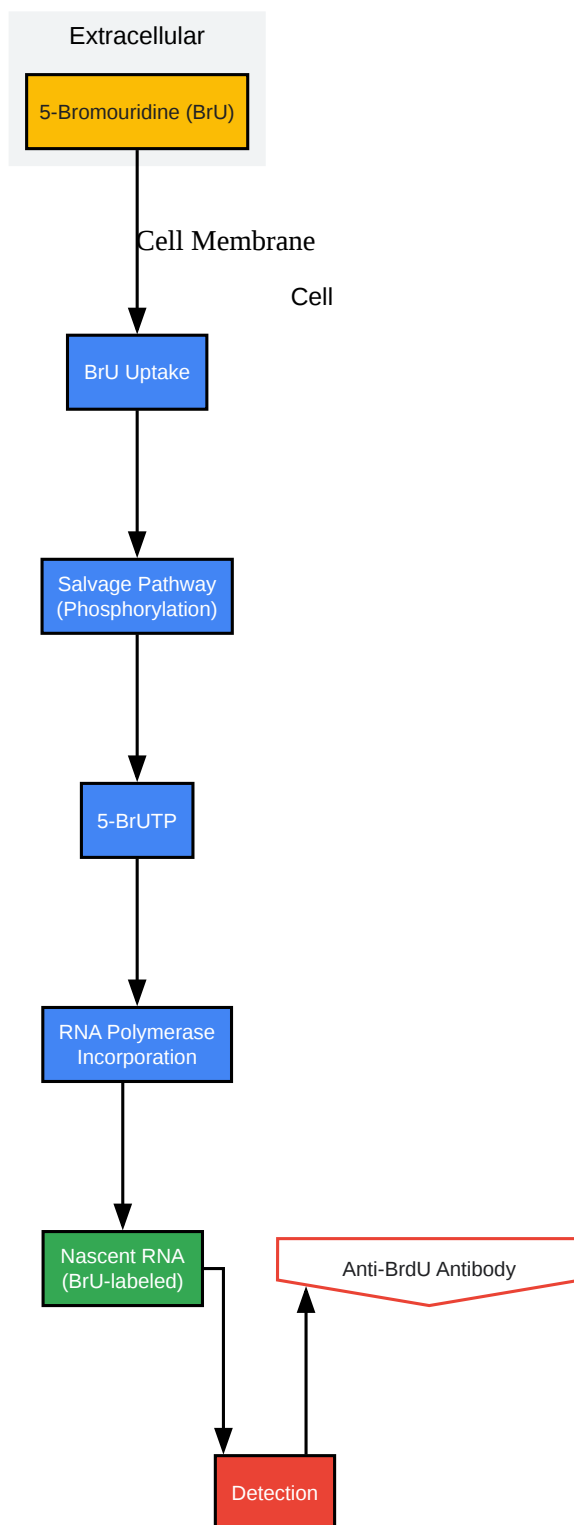 Extracellular
5-Bromouridine (BrU)
Cell Membrane
Cell
BrU Uptake
Salvage Pathway
(Phosphorylation)
5-BrUTP
RNA Polymerase
Incorporation
Nascent RNA
(BrU-labeled)
Anti-BrdU Antibody
Detection